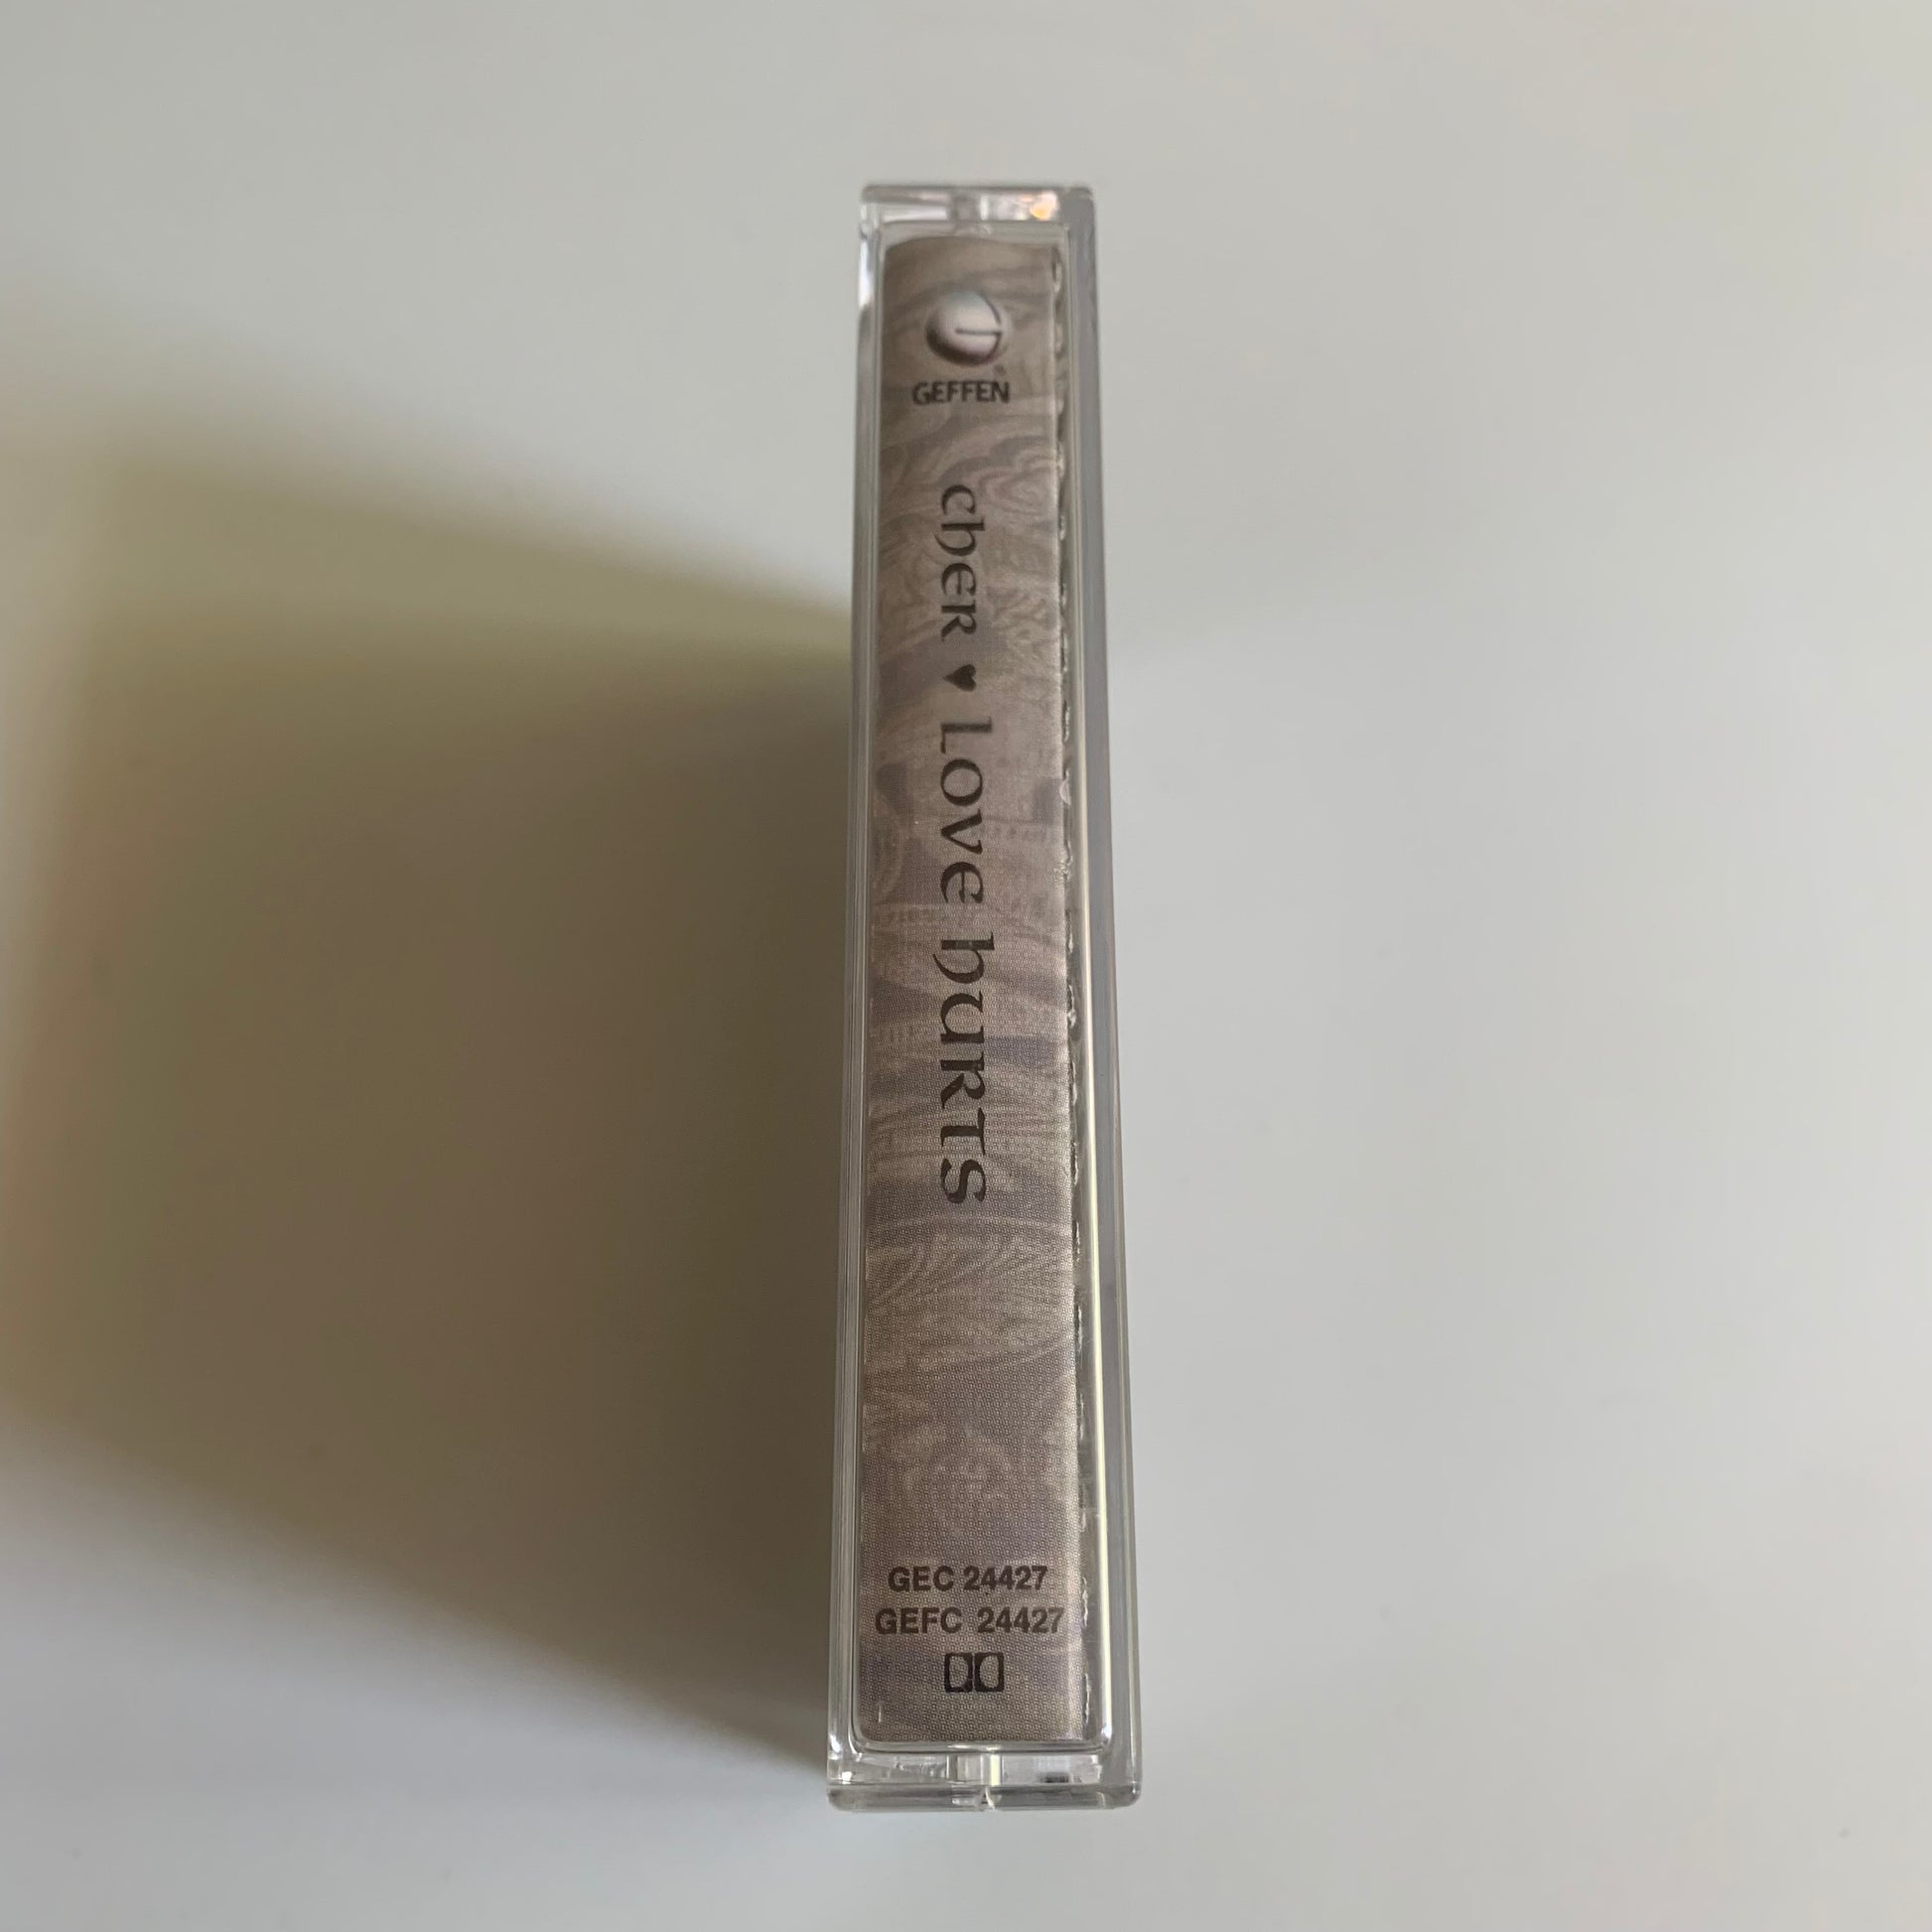 GEFFEN
cher ♥ Love hurts
GEC 24427
GEFC 24427